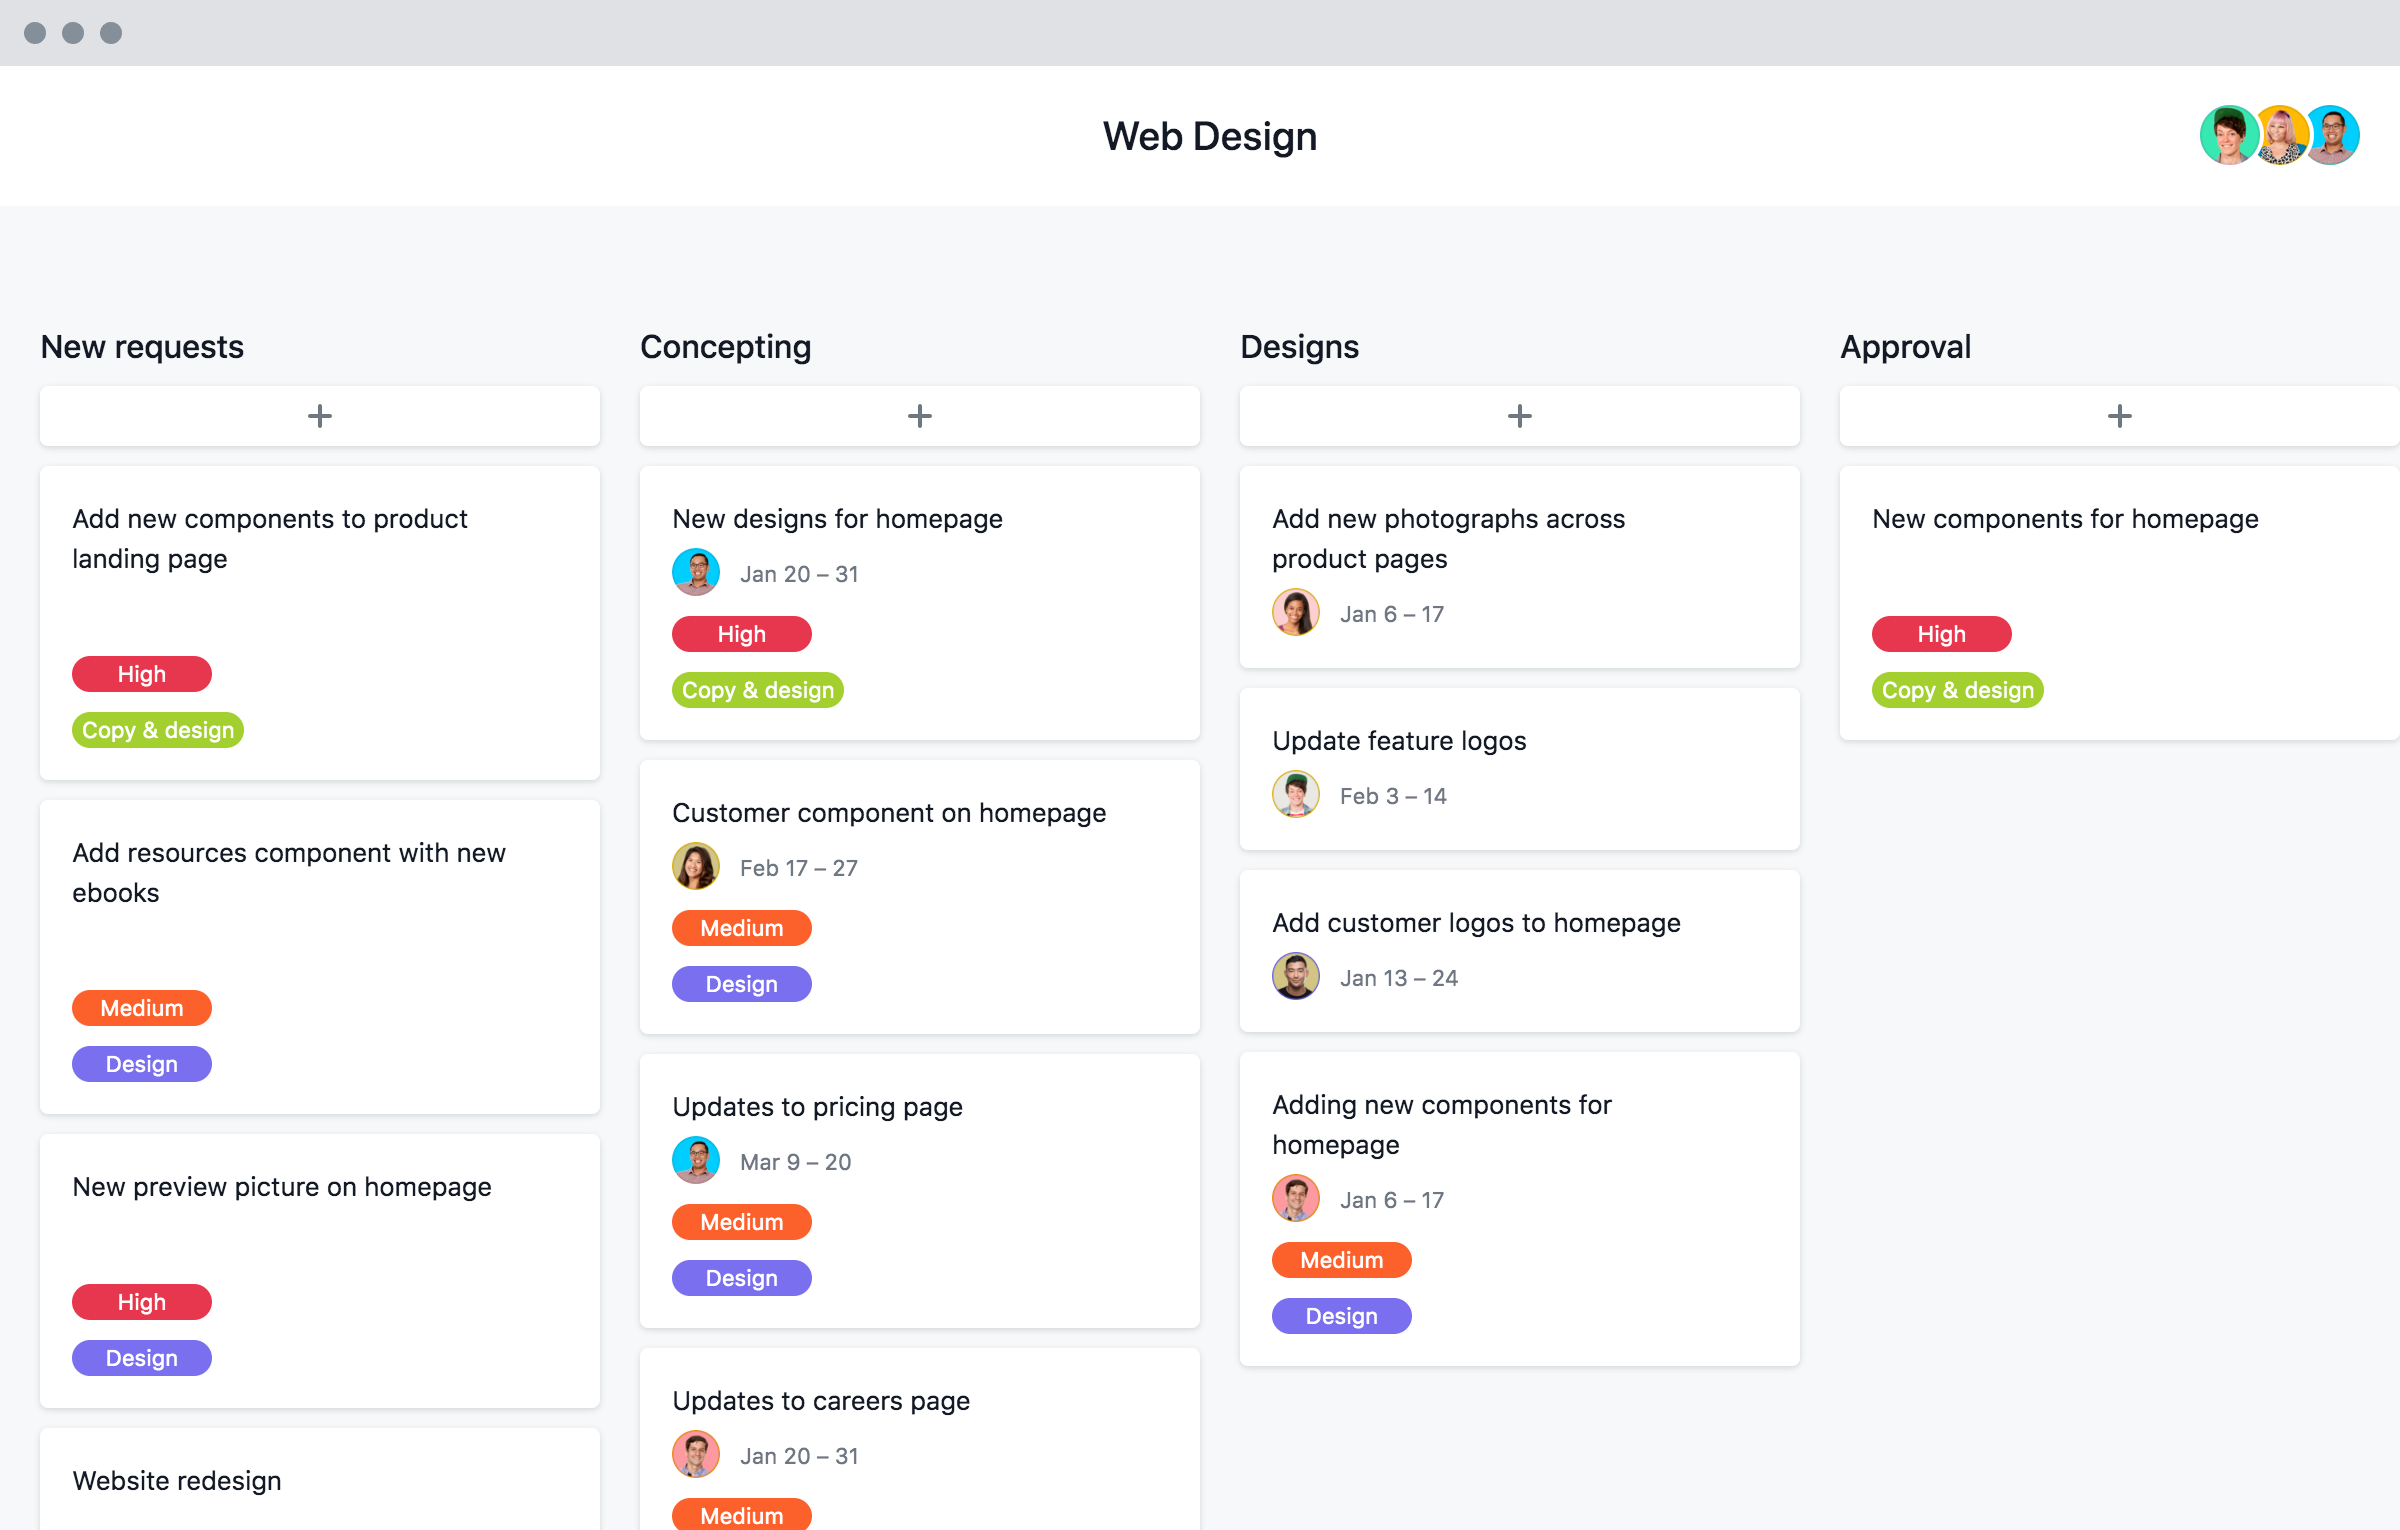 Web Design
New requests
Add new components to product
landing page
High
Copy & design
Add resources component with new
ebooks
Medium
Design
New preview picture on homepage
High
Design
Website redesign
Concepting
New designs for homepage
Jan 20 – 31
High
Copy & design
Customer component on homepage
Feb 17 – 27
Medium
Design
Updates to pricing page
Mar 9 – 20
Medium
Design
Updates to careers page
Jan 20 – 31
Medium
Designs
Add new photographs across
product pages
Jan 6 – 17
Update feature logos
Feb 3 – 14
Add customer logos to homepage
Jan 13 – 24
Adding new components for
homepage
Jan 6 – 17
Medium
Design
Approval
New components for homepage
High
Copy & design